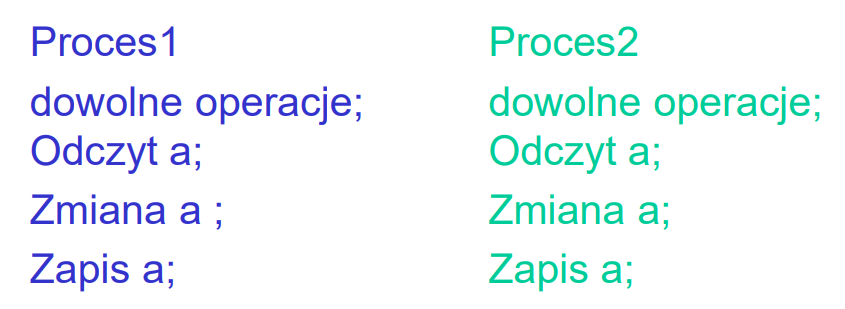 Proces1
dowolne operacje;
Odczyt a;
Zmiana a ;
Zapis a;
Proces2
dowolne operacje;
Odczyt a;
Zmiana a;
Zapis a;